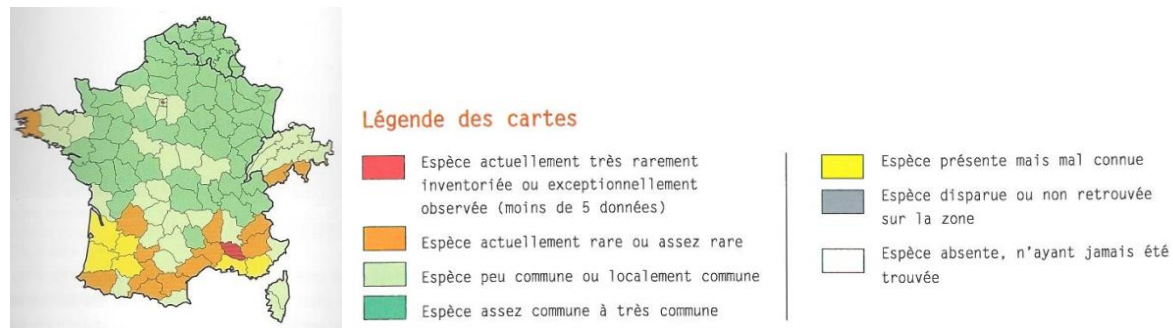 Légende des cartes
Espèce actuellement très rarement
inventoriée ou exceptionnellement
observée (moins de 5 données)
Espèce actuellement rare ou assez rare
Espèce peu commune ou localement commune
Espèce assez commune à très commune
Espèce présente mais mal connue
Espèce disparue ou non retrouvée
sur la zone
Espèce absente, n'ayant jamais été
trouvée